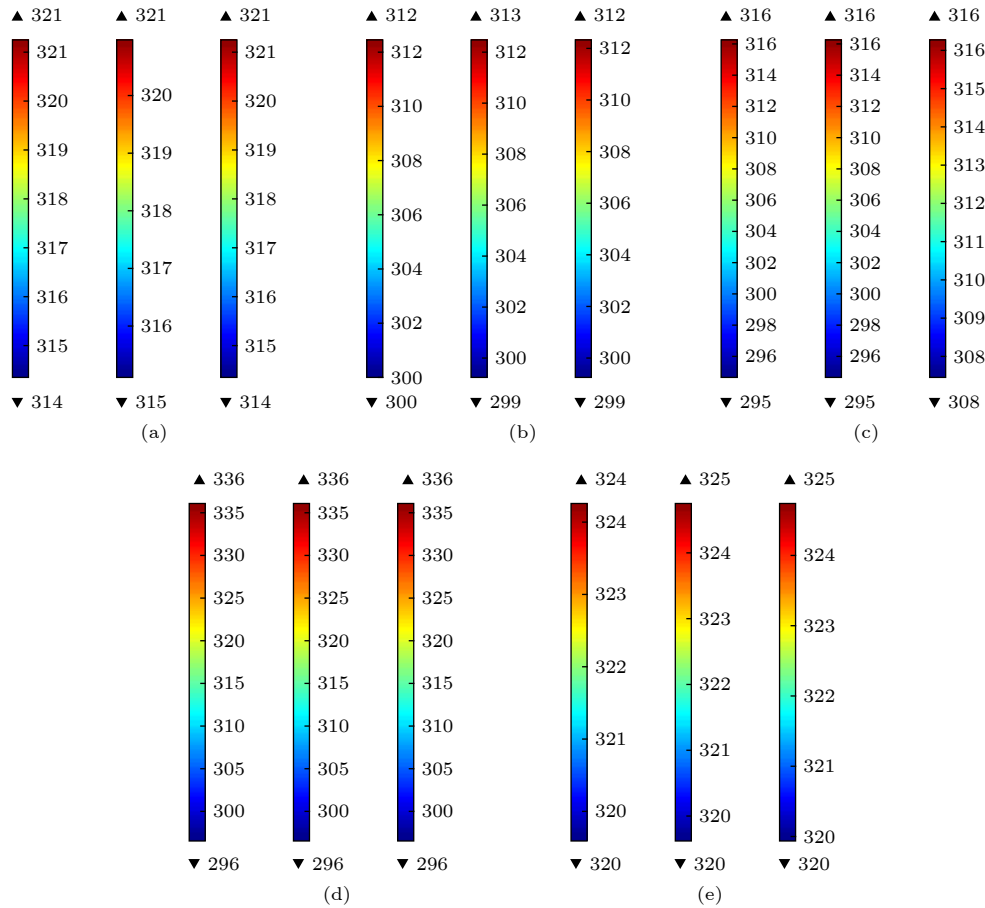 ▲ 321 ▲ 321 ▲ 321
321 321
320 320 320
319 319 319
318 318 318
317 317 317
316 316 316
315 315
▼ 314 ▼ 315 ▼ 314
(a)
▲ 312 ▲ 313 ▲ 312
312 312 312
310 310 310
308 308 308
306 306 306
304 304 304
302 302 302
300 300 300
▼ 300 ▼ 299 ▼ 299
(b)
▲ 316 ▲ 316 ▲ 316
316 316 316
314 314 315
312 312 314
310 310 313
308 308 312
306 306 311
304 304 310
302 302 309
300 300 308
298 298
296 296
▼ 295 ▼ 295 ▼ 308
(c)
▲ 336 ▲ 336 ▲ 336
335 335 335
330 330 330
325 325 325
320 320 320
315 315 315
310 310 310
305 305 305
300 300 300
▼ 296 ▼ 296 ▼ 296
(d)
▲ 324 ▲ 325 ▲ 325
324 324 324
323 323 323
322 322 322
321 321 321
320 320 320
▼ 320 ▼ 320 ▼ 320
(e)